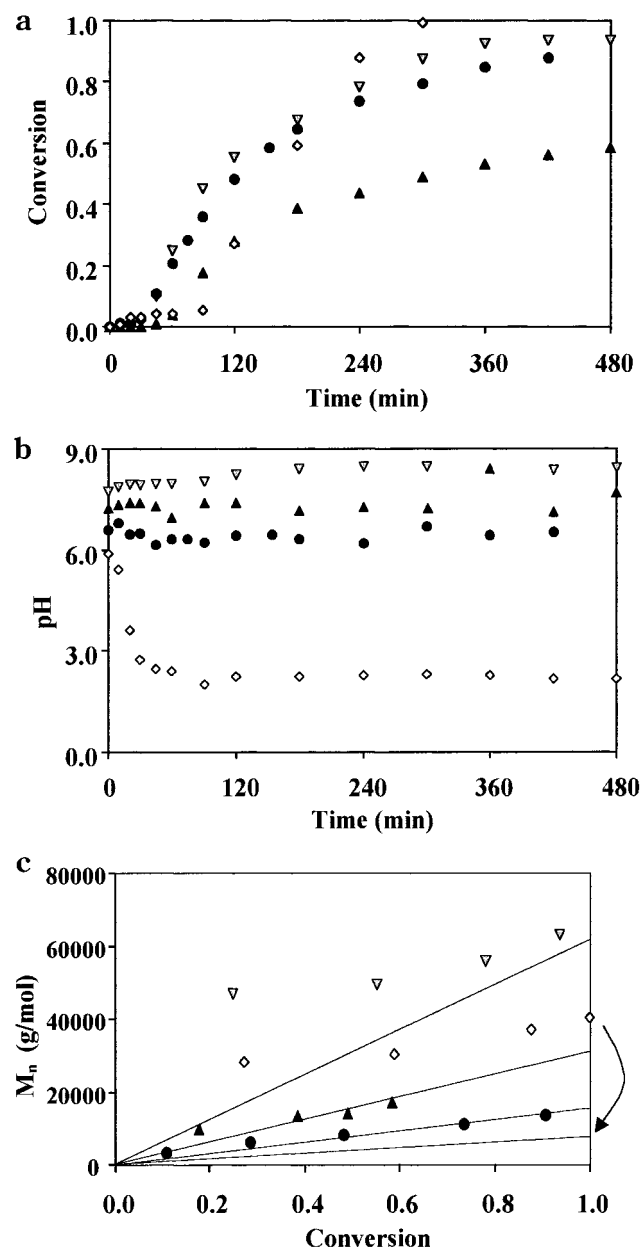 a
1.0
0.8
0.6
0.4
0.2
0.0
Conversion
0 120 240 360 480
Time (min)
b
9.0
6.0
3.0
0.0
pH
0 120 240 360 480
Time (min)
c
80000
60000
40000
20000
0
Mn (g/mol)
0.0 0.2 0.4 0.6 0.8 1.0
Conversion